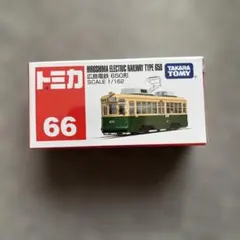 トミカ
66
HIROSHIMA ELECTRIC RAILWAY TYPE 650
広島電鉄 650形
SCALE 1/162
TAKARA
TOMY